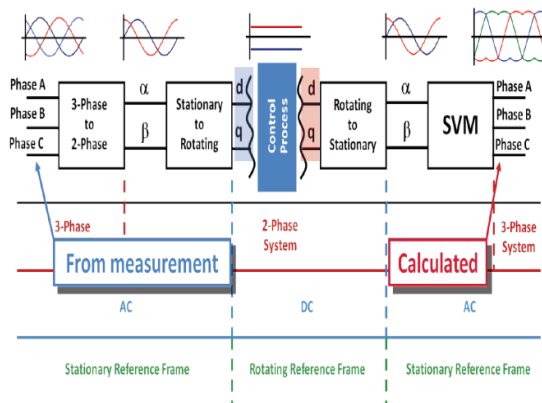 Phase A
Phase B
Phase C
3-Phase
to
2-Phase
α
β
Stationary
to
Rotating
d
q
Control
Process
d
q
Rotating
to
Stationary
α
β
SVM
Phase A
Phase B
Phase C
3-Phase
2-Phase
System
3-Phase
System
From measurement
Calculated
AC
DC
AC
Stationary Reference Frame
Rotating Reference Frame
Stationary Reference Frame